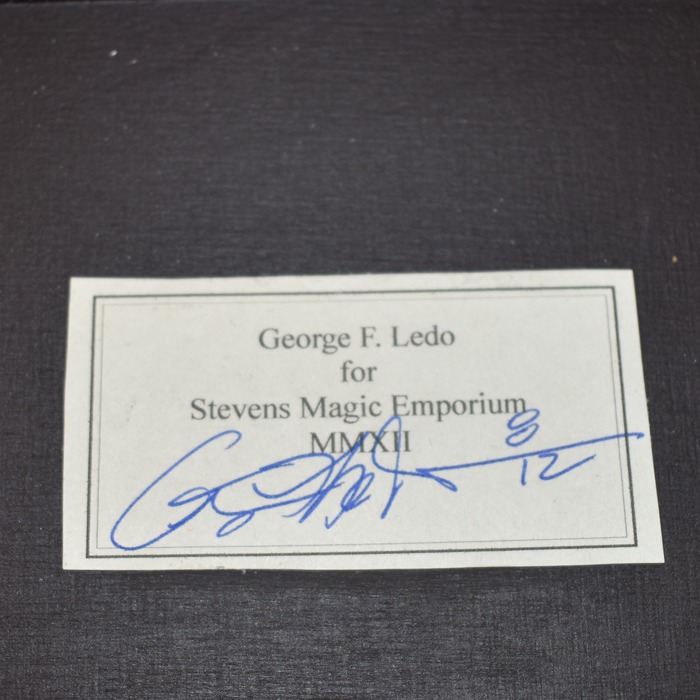 George F. Ledo
for
Stevens Magic Emporium
MMXII
8
12